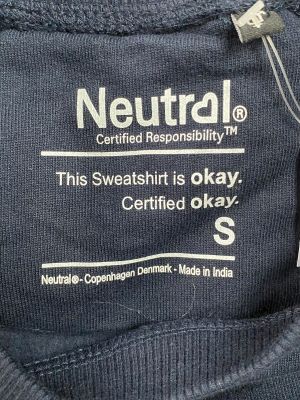 Neutral®
Certified Responsibility™
This Sweatshirt is okay.
Certified okay.
S
Neutral® - Copenhagen Denmark - Made in India